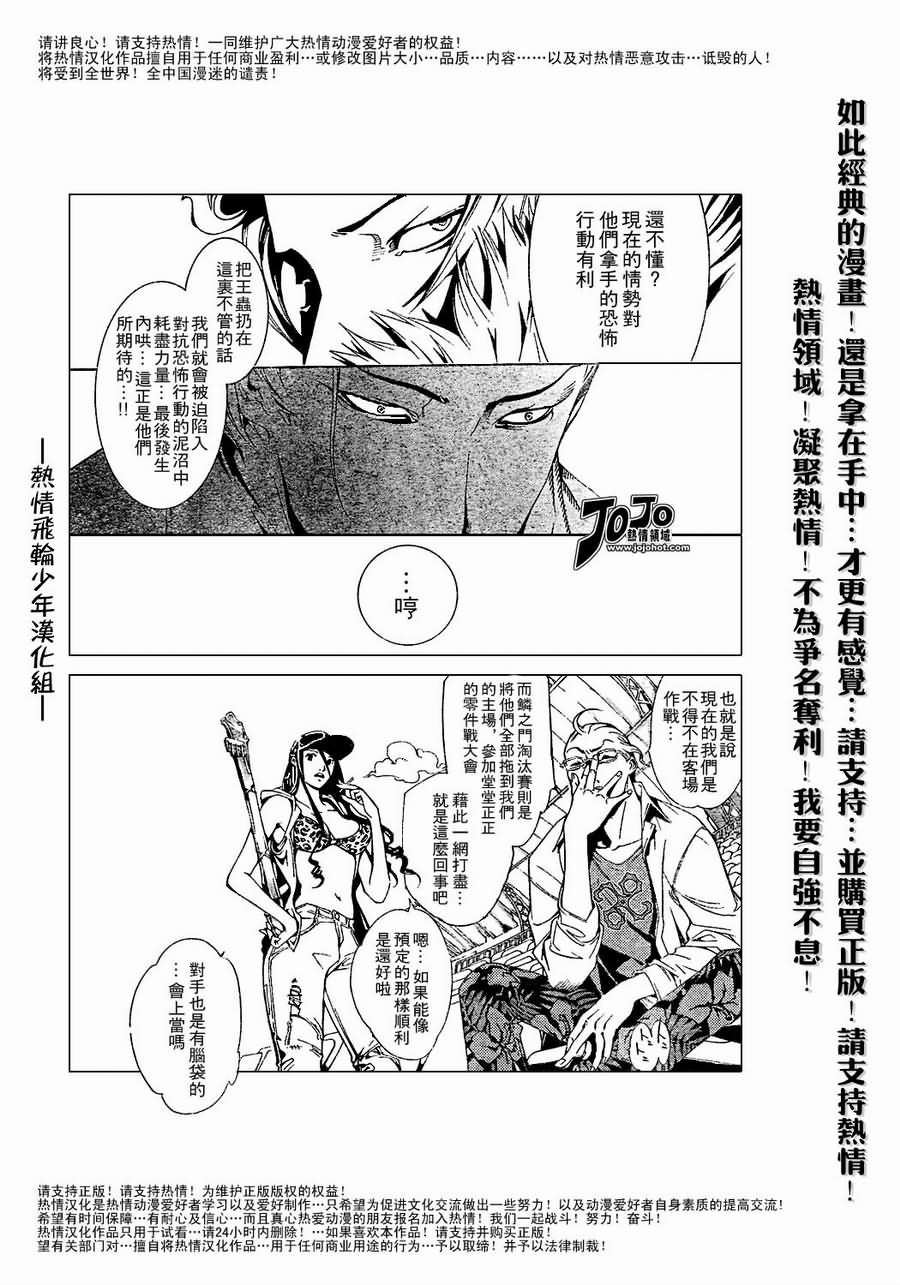 请讲良心！请支持热情！一同维护广大热情动漫爱好者的权益！
将热情汉化作品擅自用于任何商业盈利…或修改图片大小…品质…内容……以及对热情恶意攻击…诋毁的人！
将受到全世界！全中国漫迷的谴责！
如此經典的漫畫！還是拿在手中…才更有感覺…請支持…並購買正版！請支持熱情！
熱情領域！凝聚熱情！不為爭名奪利！我要自強不息！
還不懂？
現在的情勢對
他們拿手的恐怖
行動有利
把王蟲扔在
這裏不管的話
我們就會被迫陷入
對抗恐怖行動的泥沼中
耗盡力量…最後發生
內哄…這正是他們
所期待的…!!
JOJO
熱情領域
www.jojohot.com
…哼
也就是說
現在的我們是
不得不在客場
作戰…
而鱗之門淘汰賽則是
將他們全部拖到我們
的主場，參加堂堂正正
的零件戰大會
藉此一網打盡…
就是這麼回事吧
嗯…如果能像
預定的那樣順利
是還好啦
對手也是有腦袋的
…會上當嗎
—熱情飛輪少年漢化組—
请支持正版！请支持热情！为维护正版版权的权益！
热情汉化是热情动漫爱好者学习以及爱好制作…只希望为促进文化交流做出一些努力！以及动漫爱好者自身素质的提高交流！
希望有时间保障…有耐心及信心…而且真心热爱动漫的朋友报名加入热情！我们一起战斗！努力！奋斗！
热情汉化作品只用于试看…请24小时内删除！…如果喜欢本作品！请支持并购买正版！
望有关部门对…擅自将热情汉化作品…用于任何商业用途的行为…予以取缔！并予以法律制裁！